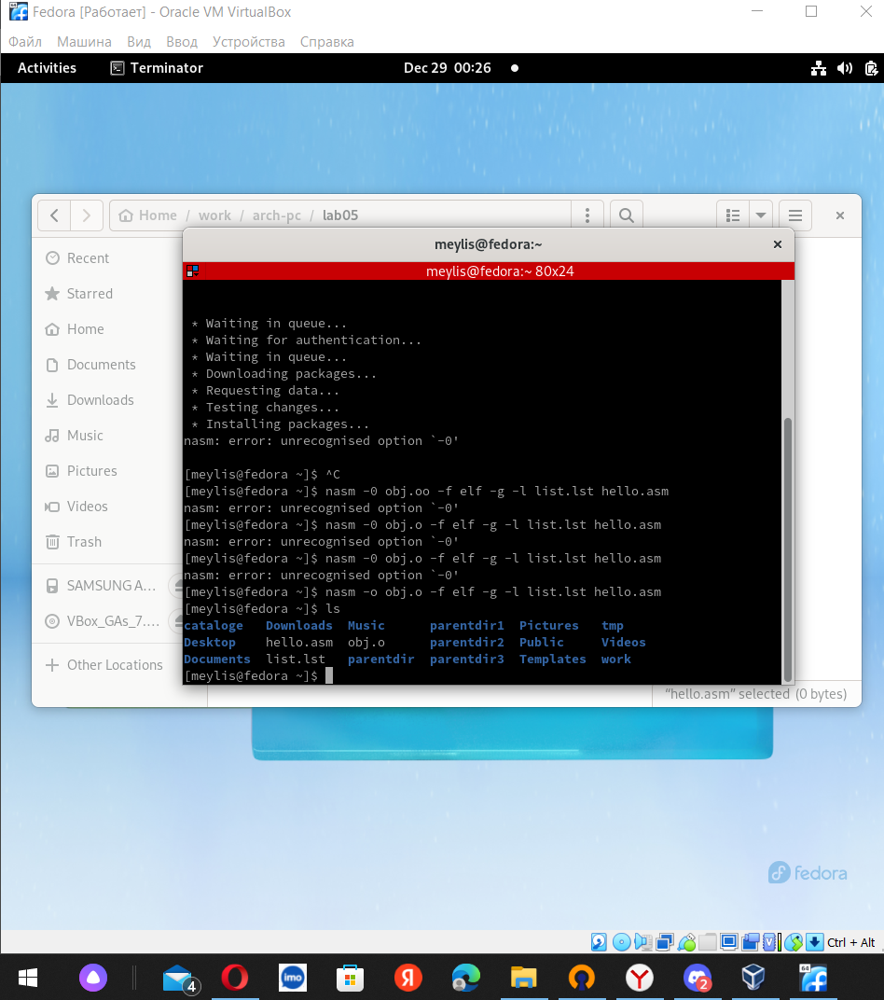 Fedora [Работает] - Oracle VM VirtualBox
Файл Машина Вид Ввод Устройства Справка
Activities Terminator Dec 29 00:26
Home / work / arch-pc / lab05
Recent
Starred
Home
Documents
Downloads
Music
Pictures
Videos
Trash
SAMSUNG A...
VBox_GAs_7....
Other Locations
meylis@fedora:~
meylis@fedora:~ 80x24
* Waiting in queue...
* Waiting for authentication...
* Waiting in queue...
* Downloading packages...
* Requesting data...
* Testing changes...
* Installing packages...
nasm: error: unrecognised option `-0'
[meylis@fedora ~]$ ^C
[meylis@fedora ~]$ nasm -0 obj.oo -f elf -g -l list.lst hello.asm
nasm: error: unrecognised option `-0'
[meylis@fedora ~]$ nasm -0 obj.o -f elf -g -l list.lst hello.asm
nasm: error: unrecognised option `-0'
[meylis@fedora ~]$ nasm -0 obj.o -f elf -g -l list.lst hello.asm
nasm: error: unrecognised option `-0'
[meylis@fedora ~]$ nasm -o obj.o -f elf -g -l list.lst hello.asm
[meylis@fedora ~]$ ls
cataloge Downloads Music parentdir1 Pictures tmp
Desktop hello.asm obj.o parentdir2 Public Videos
Documents list.lst parentdir parentdir3 Templates work
[meylis@fedora ~]$
“hello.asm” selected (0 bytes)
fedora
Ctrl + Alt
4
imo
Я
Y
2
64